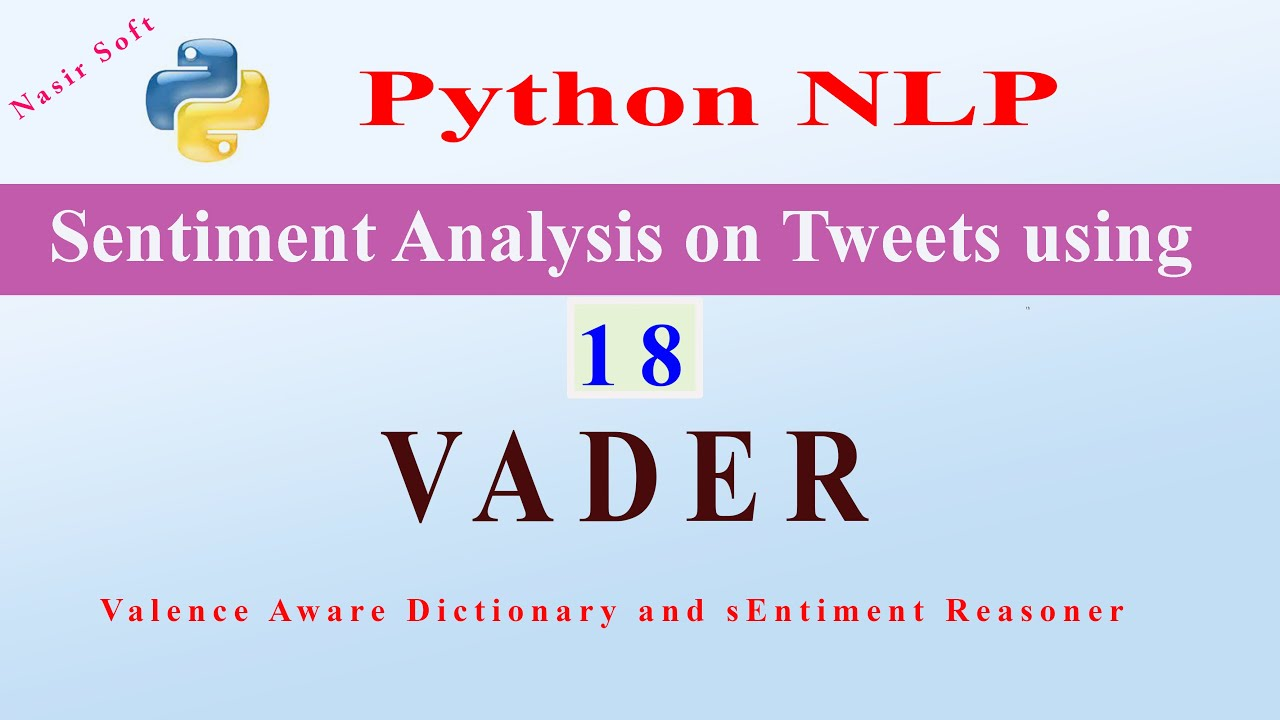 Nasir Soft
Python NLP
Sentiment Analysis on Tweets using
18
VADER
Valence Aware Dictionary and sEntiment Reasoner